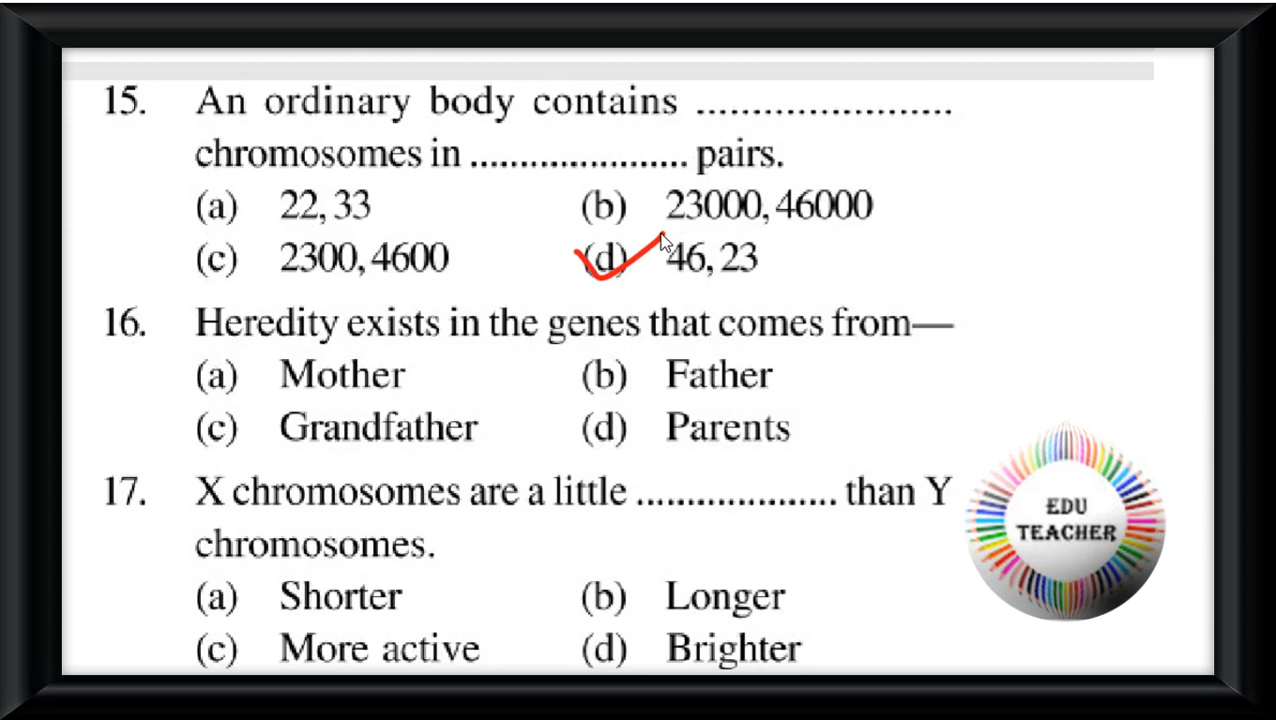 15. An ordinary body contains .......................
chromosomes in ...................... pairs.
(a) 22, 33 (b) 23000, 46000
(c) 2300, 4600 (d) 46, 23
16. Heredity exists in the genes that comes from—
(a) Mother (b) Father
(c) Grandfather (d) Parents
17. X chromosomes are a little .................... than Y
chromosomes.
(a) Shorter (b) Longer
(c) More active (d) Brighter
EDU
TEACHER